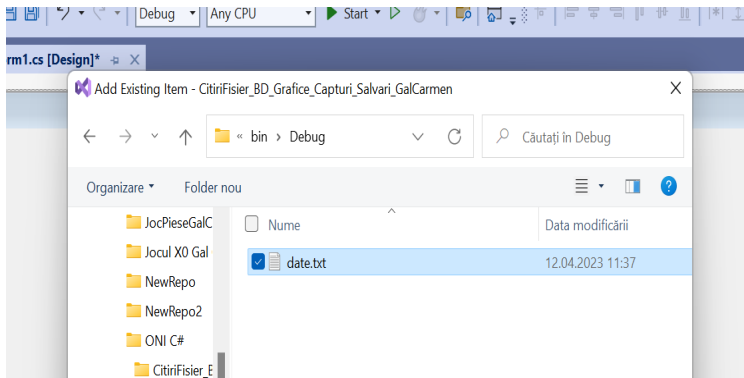 Debug Any CPU Start
rm1.cs [Design]*
Add Existing Item - CitiriFisier_BD_Grafice_Capturi_Salvari_GalCarmen
« bin › Debug
Căutați în Debug
Organizare Folder nou
?
JocPieseGalC
Nume
Data modificării
Jocul X0 Gal
date.txt
12.04.2023 11:37
NewRepo
NewRepo2
ONI C#
CitiriFisier_B